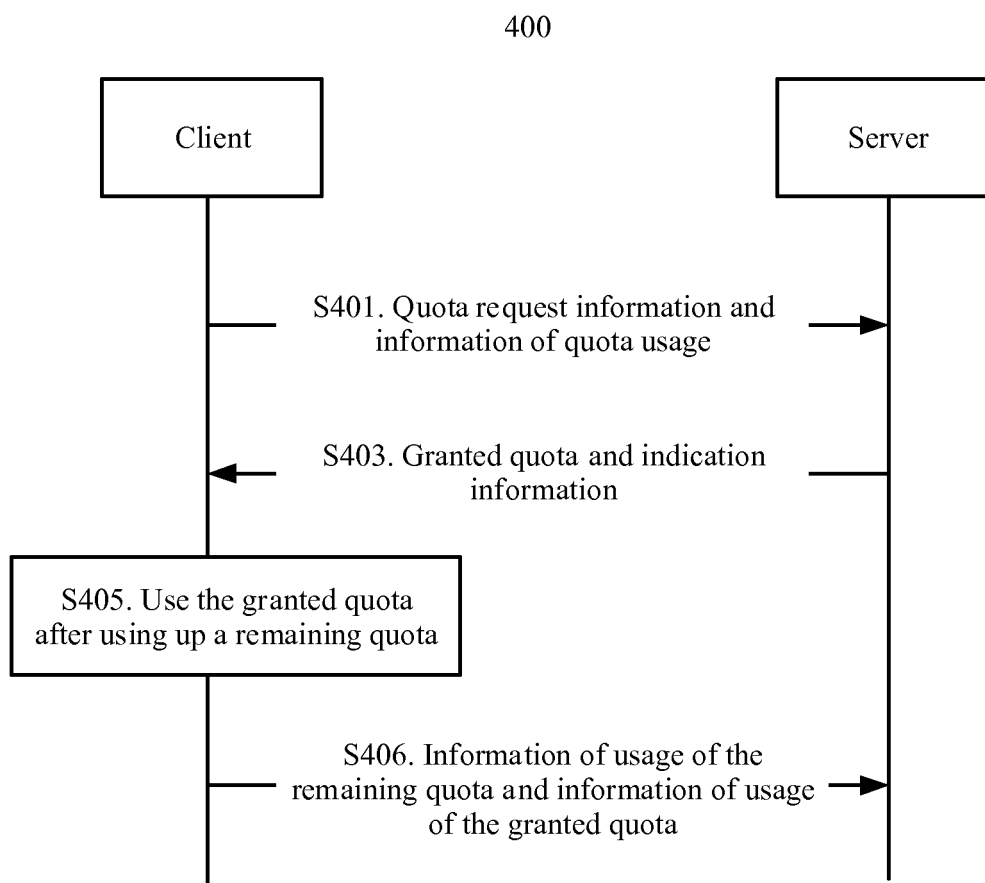 400
Client
Server
S401. Quota request information and
information of quota usage
S403. Granted quota and indication
information
S405. Use the granted quota
after using up a remaining quota
S406. Information of usage of the
remaining quota and information of usage
of the granted quota